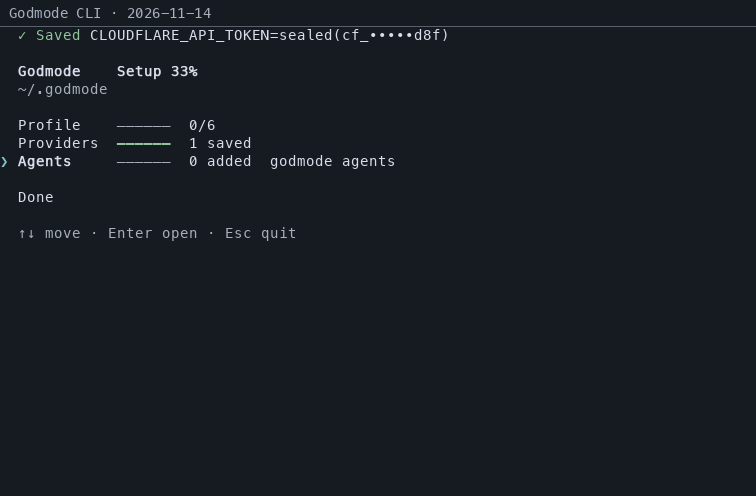 Godmode CLI · 2026-11-14
✓ Saved CLOUDFLARE_API_TOKEN=sealed(cf_•••••d8f)
Godmode Setup 33%
~/.godmode
Profile —————— 0/6
Providers —————— 1 saved
❯ Agents —————— 0 added godmode agents
Done
↑↓ move · Enter open · Esc quit